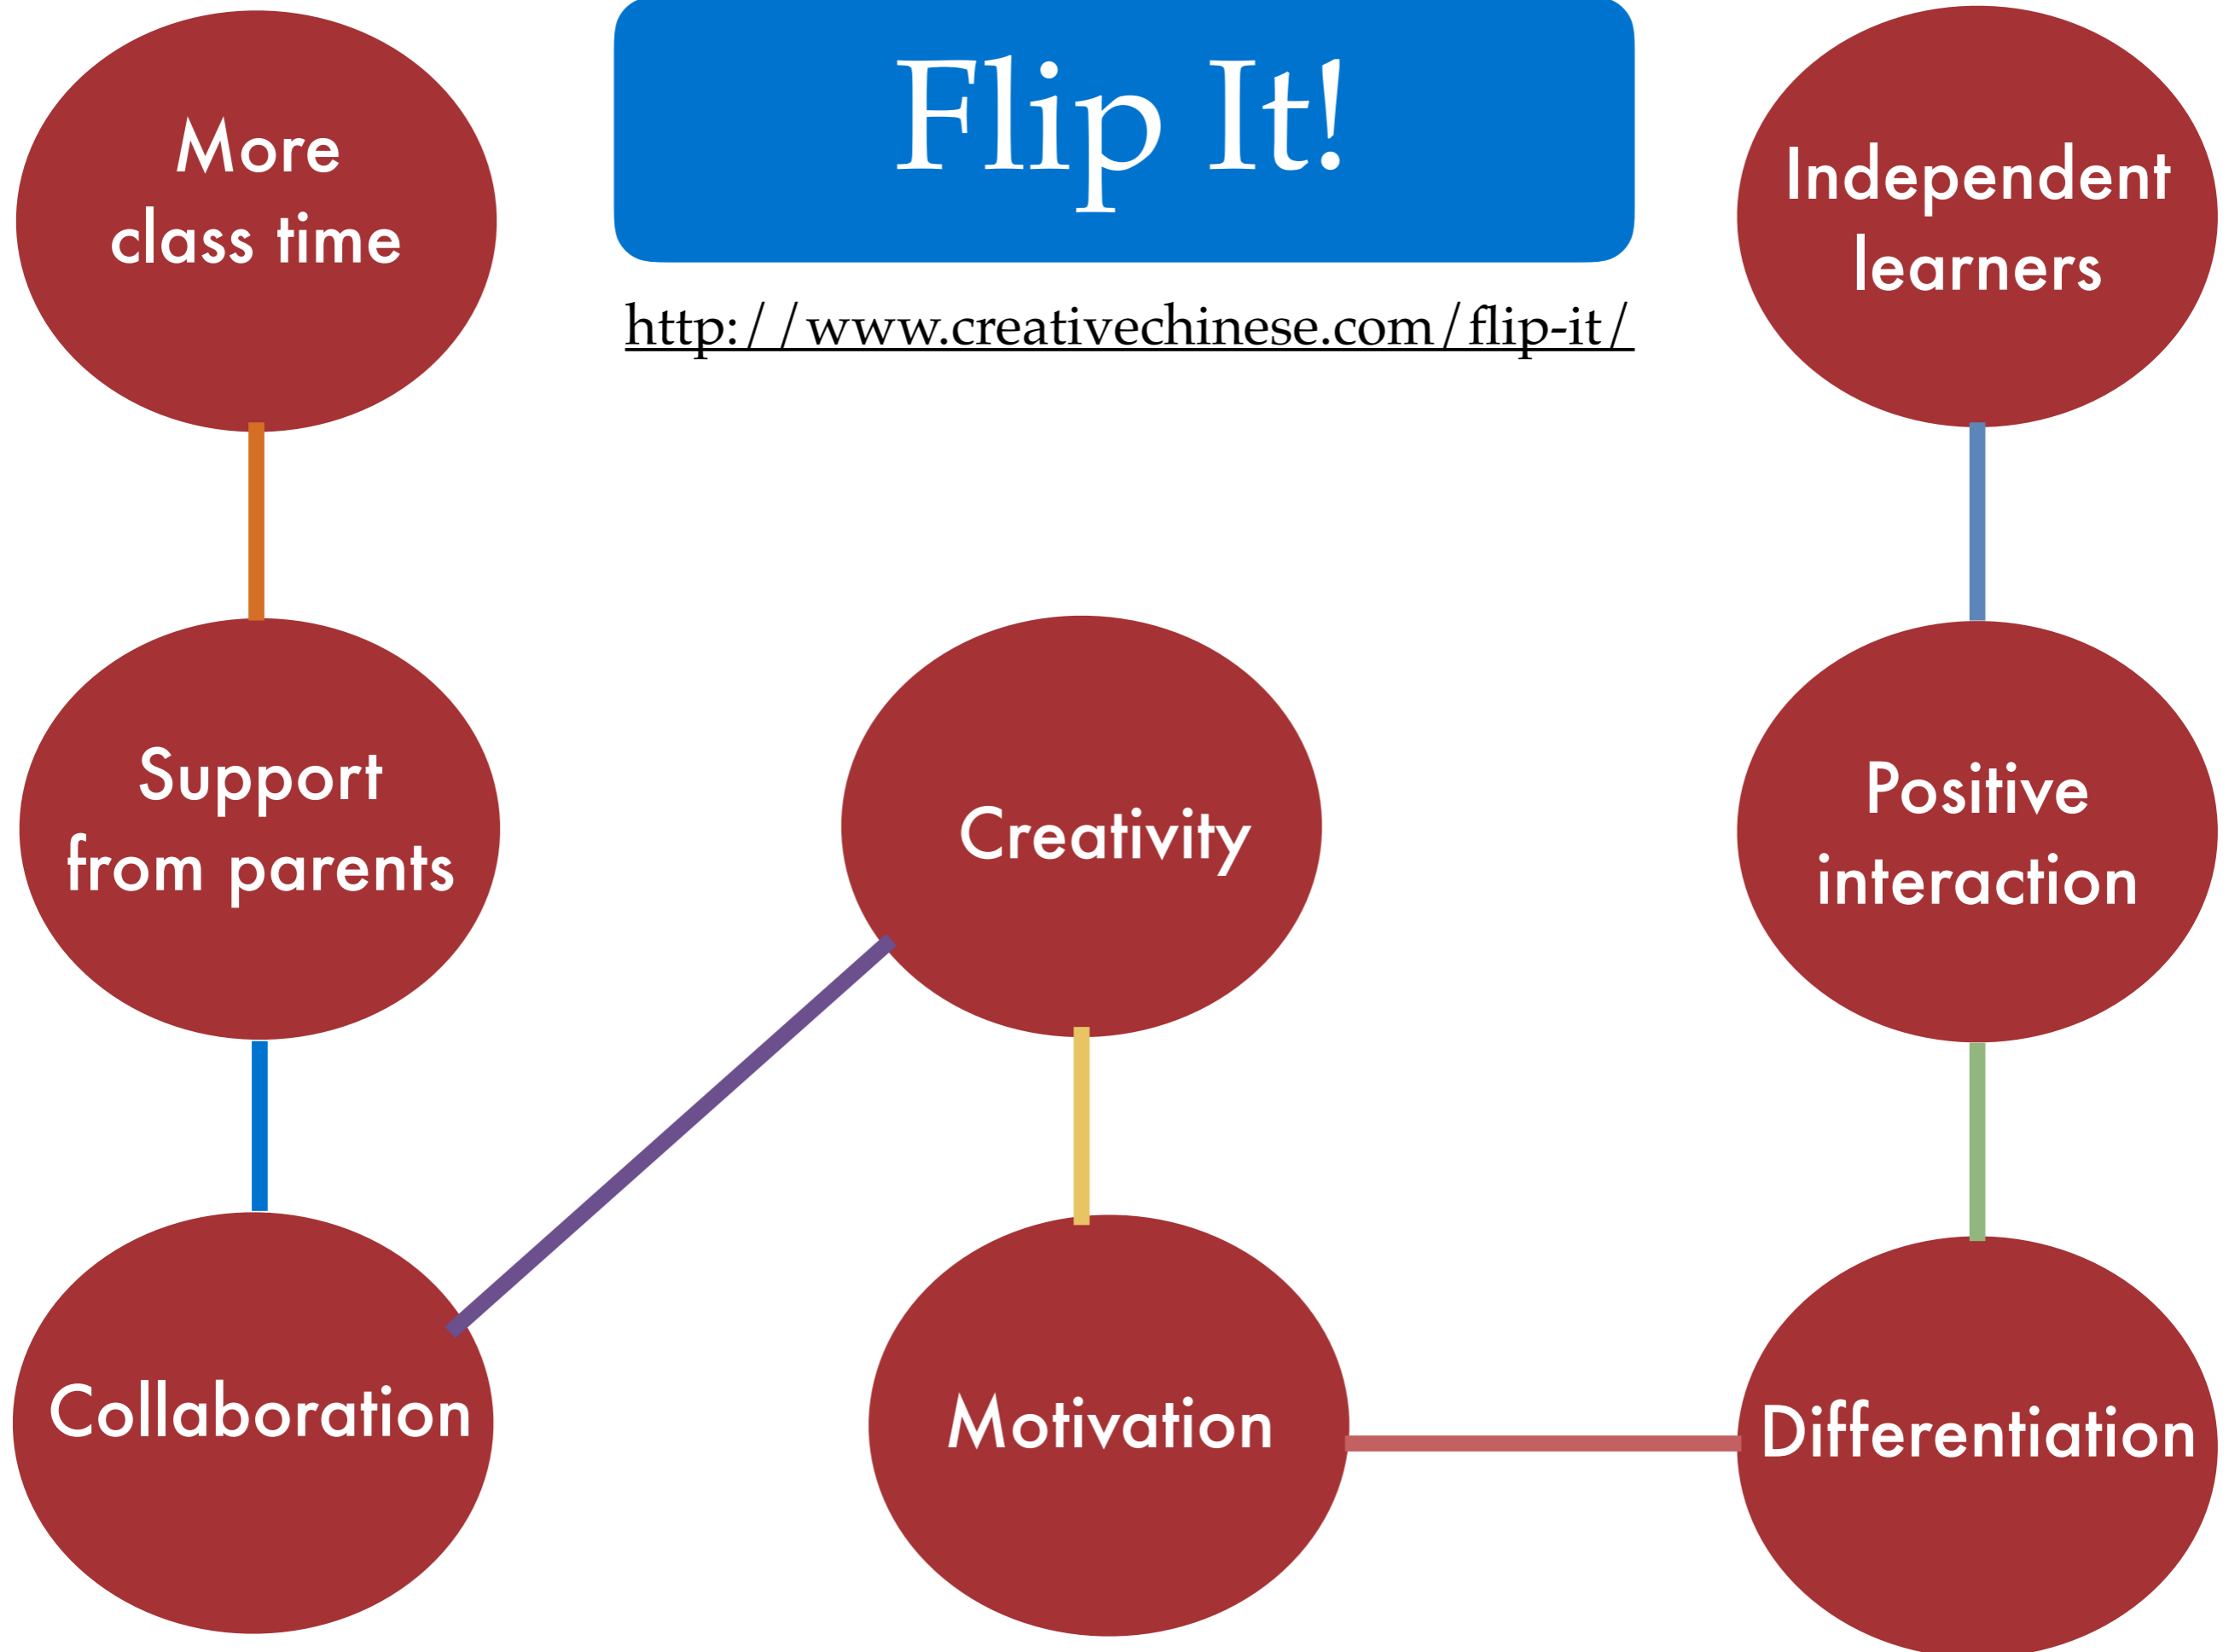 Flip It!
http://www.creativechinese.com/flip-it/
More
class time
Support
from parents
Collaboration
Creativity
Motivation
Differentiation
Positive
interaction
Independent
learners